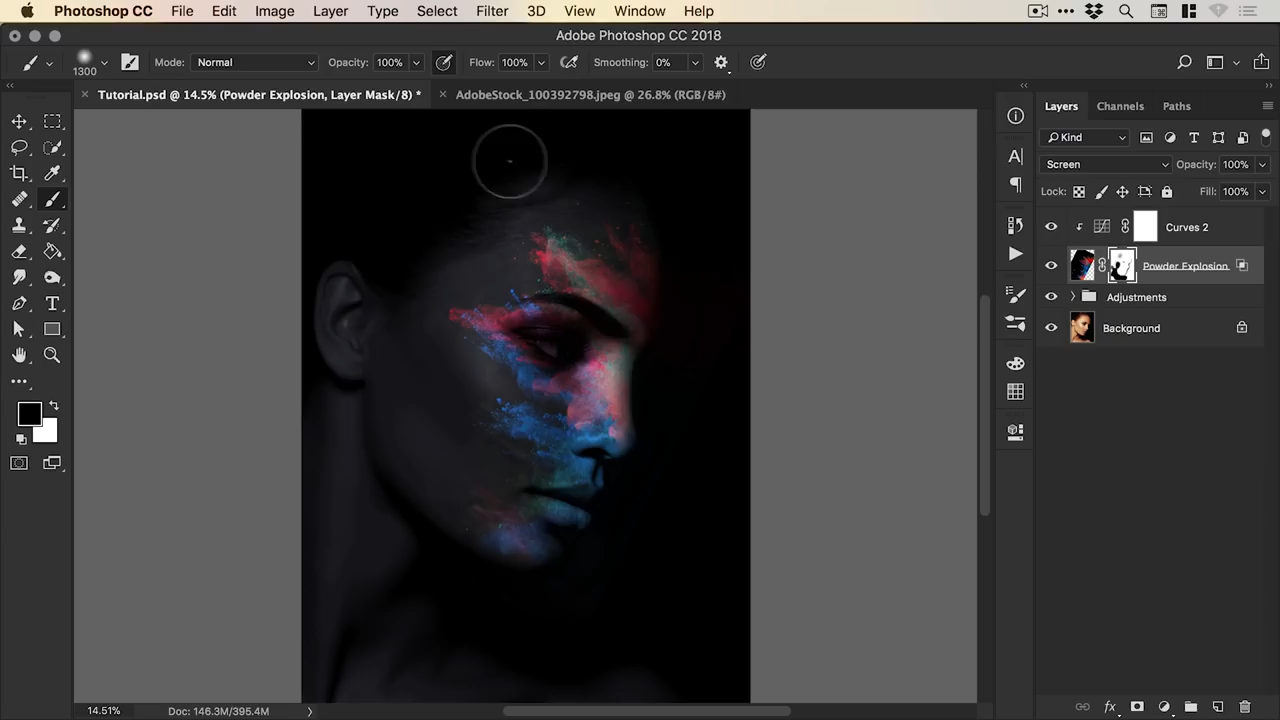 Photoshop CC File Edit Image Layer Type Select Filter 3D View Window Help
Adobe Photoshop CC 2018
1300 Mode: Normal Opacity: 100% Flow: 100% Smoothing: 0%
Tutorial.psd @ 14.5% (Powder Explosion, Layer Mask/8) * AdobeStock_100392798.jpeg @ 26.8% (RGB/8#)
Layers Channels Paths
Kind
Screen Opacity: 100%
Lock: Fill: 100%
Curves 2
Powder Explosion
Adjustments
Background
14.51% Doc: 146.3M/395.4M